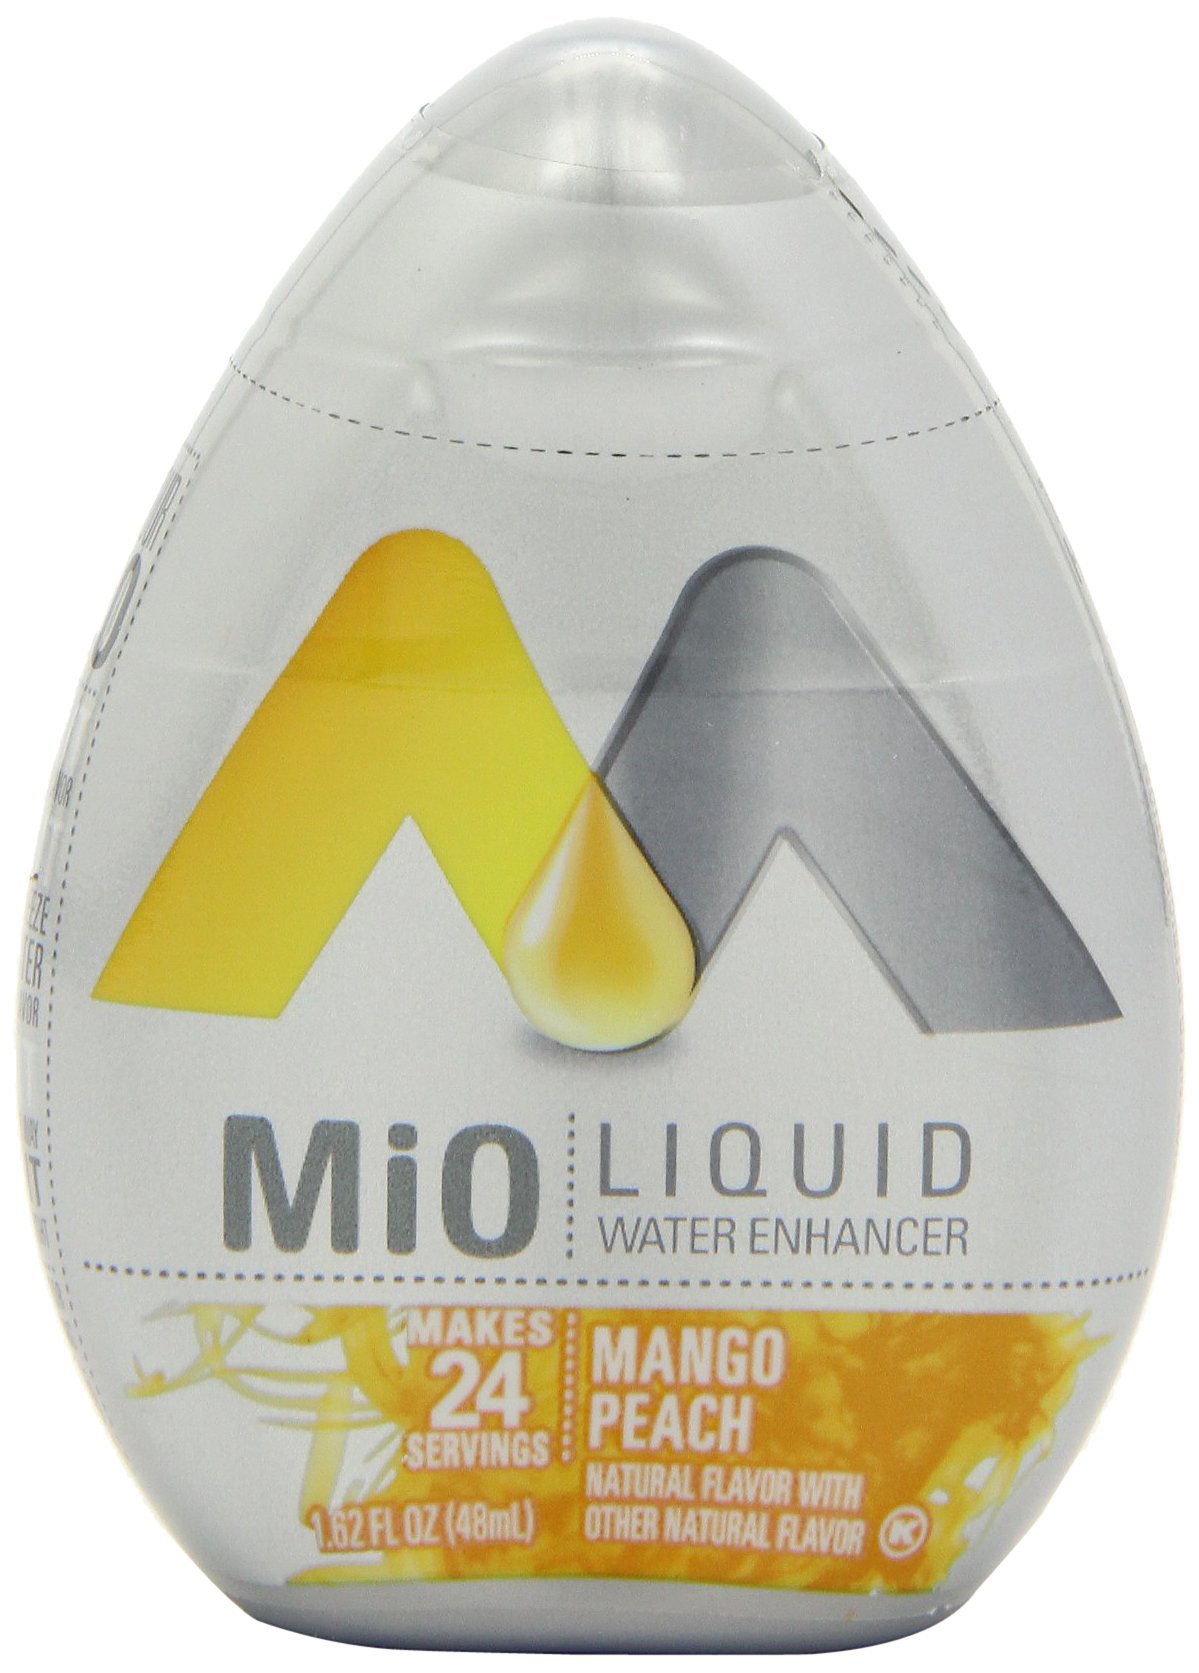 MiO
LIQUID
WATER ENHANCER
MAKES
24
SERVINGS
1.62 FL OZ (48mL)
MANGO
PEACH
NATURAL FLAVOR WITH
OTHER NATURAL FLAVOR
K